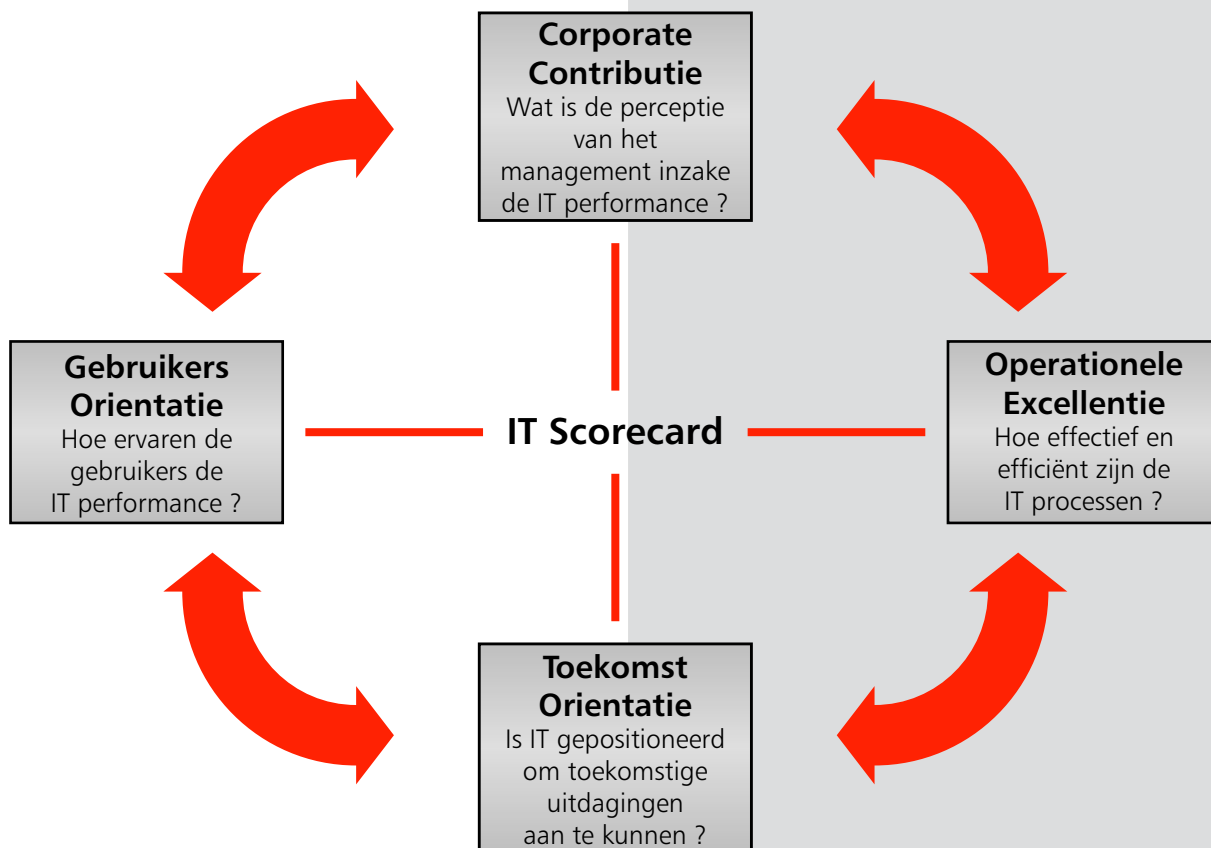 Corporate
Contributie
Wat is de perceptie
van het
management inzake
de IT performance ?
Gebruikers
Orientatie
Hoe ervaren de
gebruikers de
IT performance ?
IT Scorecard
Operationele
Excellentie
Hoe effectief en
efficiënt zijn de
IT processen ?
Toekomst
Orientatie
Is IT gepositioneerd
om toekomstige
uitdagingen
aan te kunnen ?